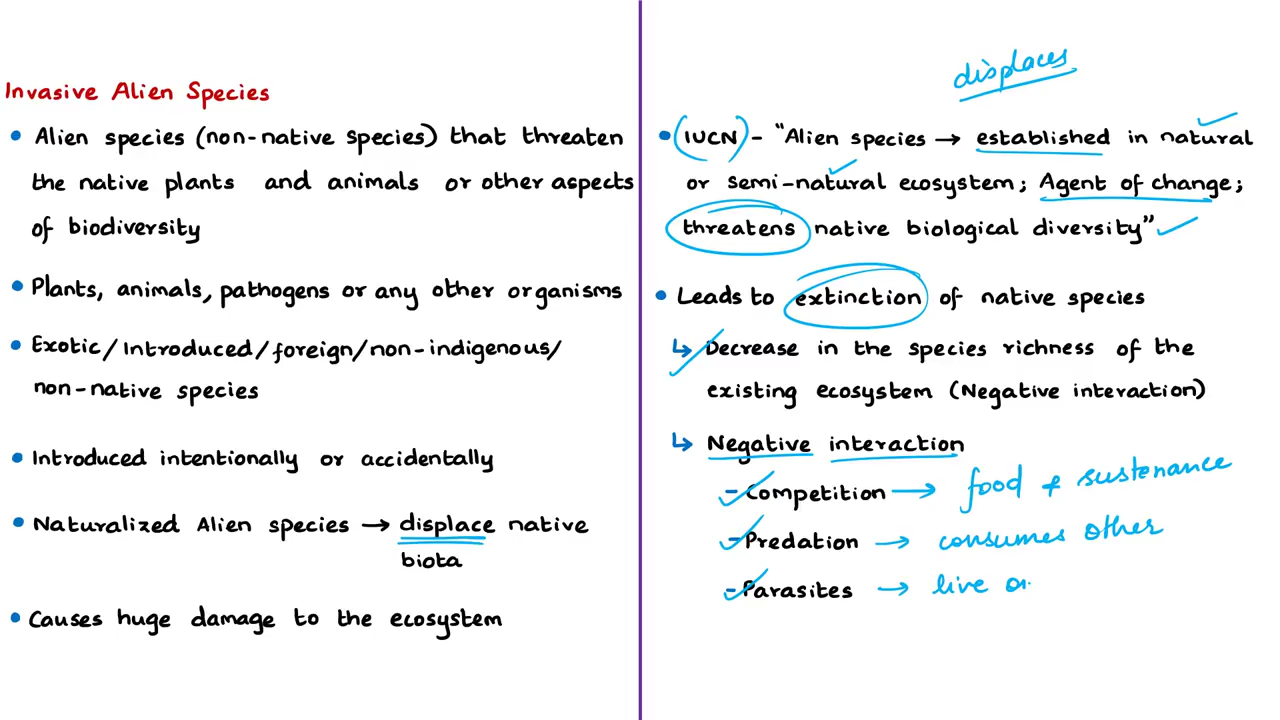 Invasive Alien Species
• Alien species (non-native species) that threaten
the native plants and animals or other aspects
of biodiversity
• Plants, animals, pathogens or any other organisms
• Exotic/Introduced/foreign/non-indigenous/
non-native species
• Introduced intentionally or accidentally
• Naturalized Alien species → displace native
biota
• Causes huge damage to the ecosystem
displaces
• (IUCN) - "Alien species → established in natural
or semi-natural ecosystem; Agent of change;
threatens native biological diversity"
• Leads to extinction of native species
↳ Decrease in the species richness of the
existing ecosystem (Negative interaction)
↳ Negative interaction
- Competition → food & sustenance
- Predation → consumes other
- Parasites → live